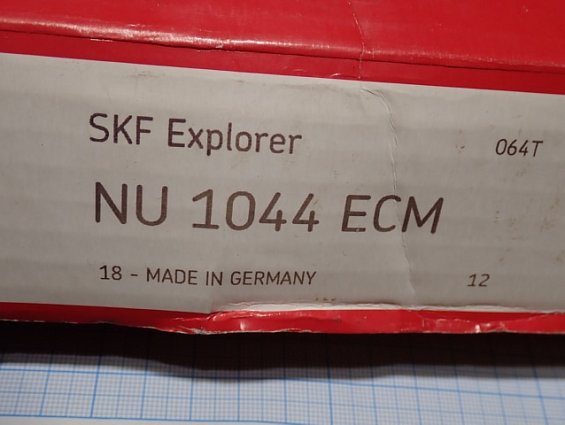 SKF Explorer 064T
NU 1044 ECM
18 - MADE IN GERMANY 12